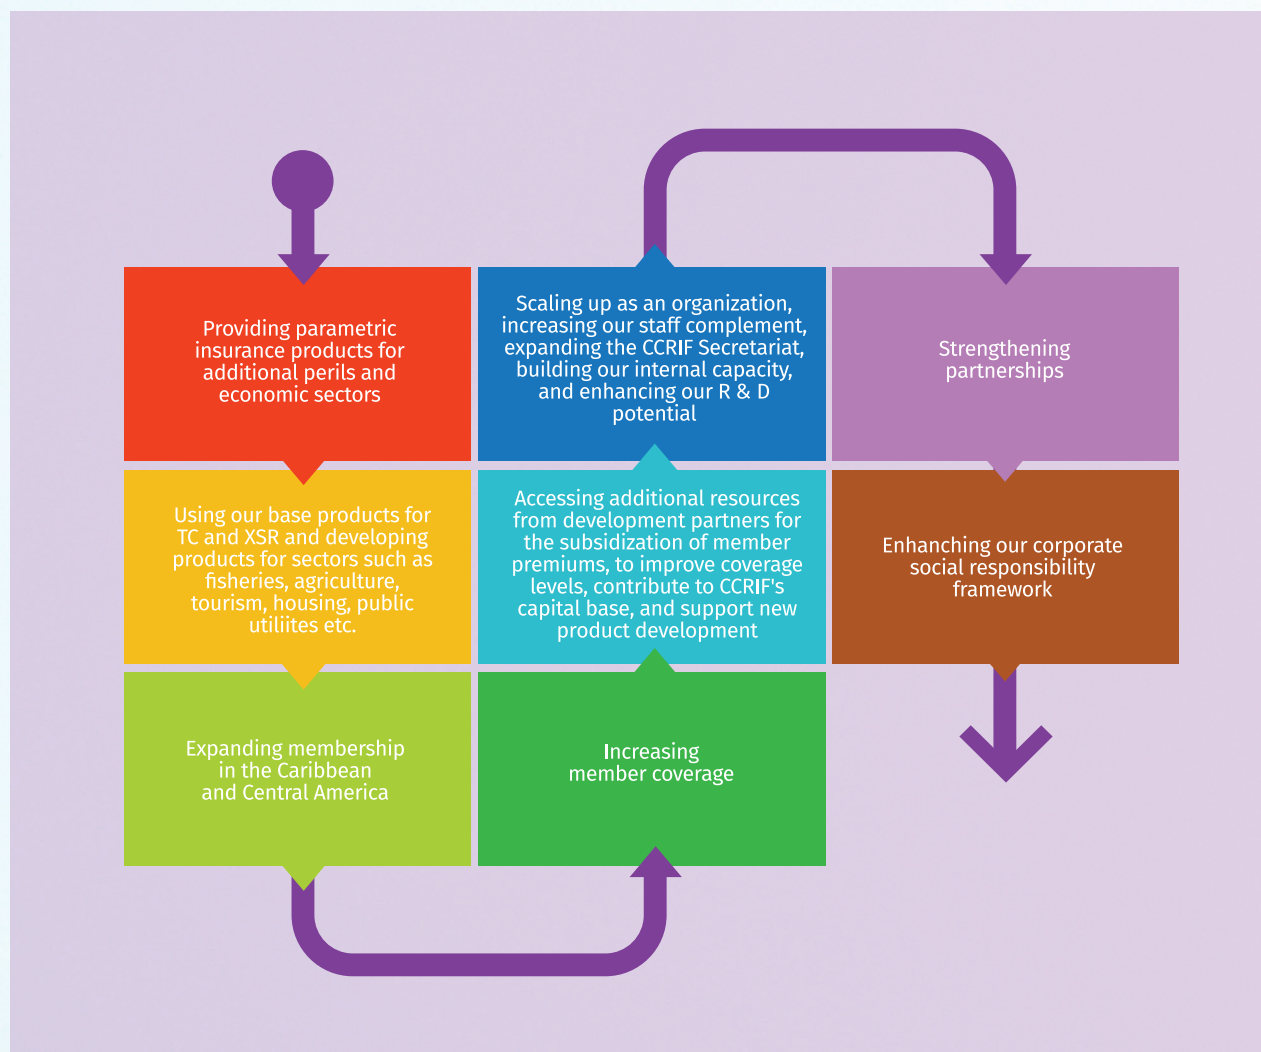 Providing parametric
insurance products for
additional perils and
economic sectors
Using our base products for
TC and XSR and developing
products for sectors such as
fisheries, agriculture,
tourism, housing, public
utiliites etc.
Expanding membership
in the Caribbean
and Central America
Increasing
member coverage
Accessing additional resources
from development partners for
the subsidization of member
premiums, to improve coverage
levels, contribute to CCRIF's
capital base, and support new
product development
Scaling up as an organization,
increasing our staff complement,
expanding the CCRIF Secretariat,
building our internal capacity,
and enhancing our R & D
potential
Strengthening
partnerships
Enhanching our corporate
social responsibility
framework